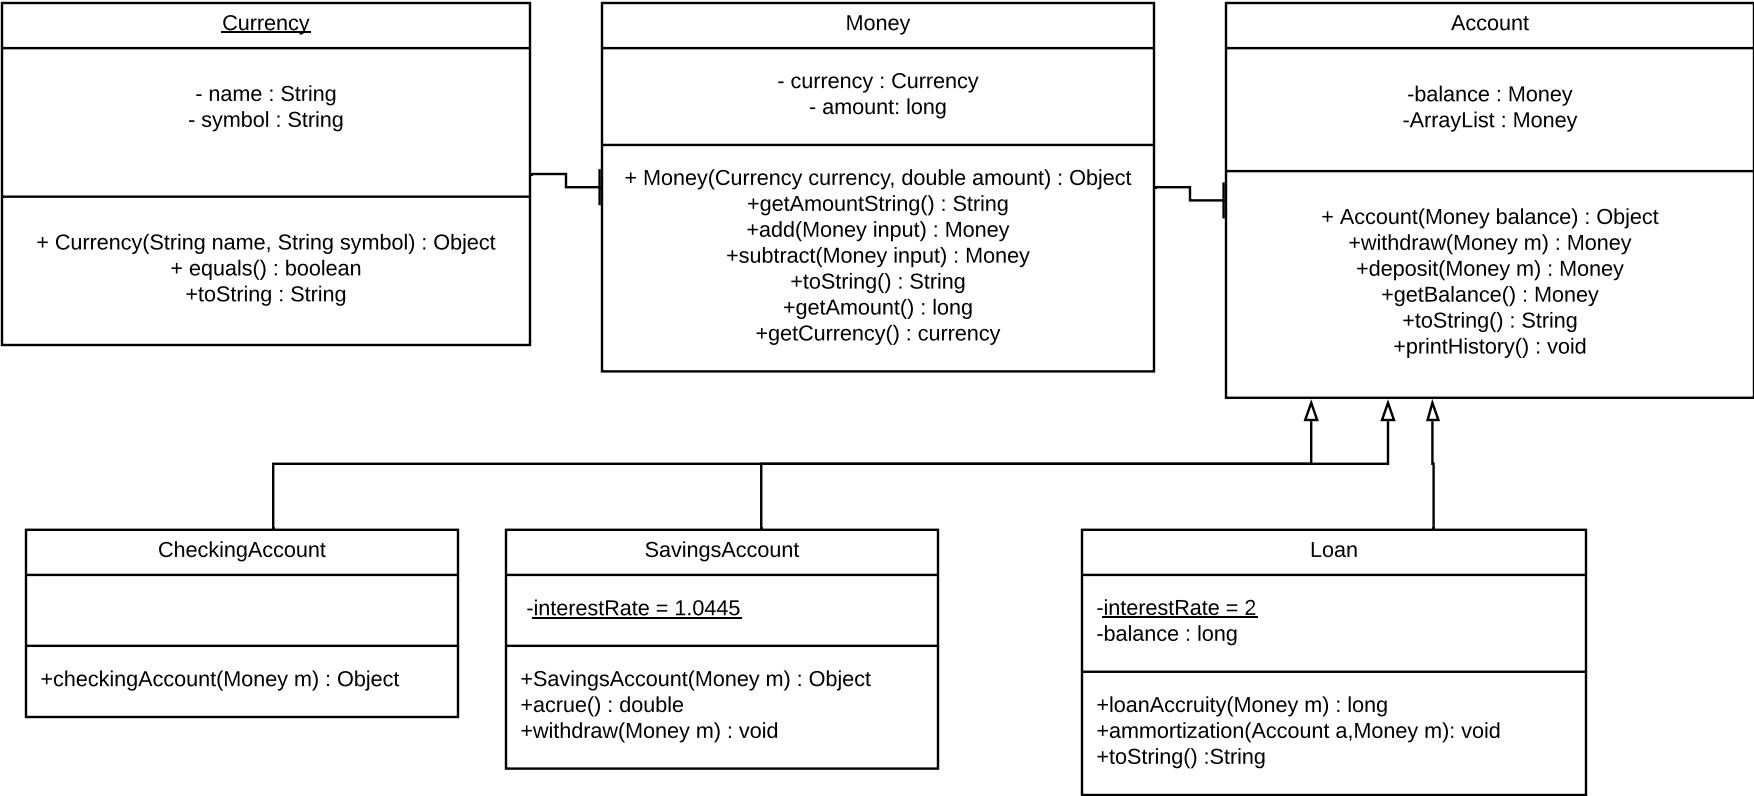 Currency
- name : String
- symbol : String
+ Currency(String name, String symbol) : Object
+ equals() : boolean
+toString : String
Money
- currency : Currency
- amount: long
+ Money(Currency currency, double amount) : Object
+getAmountString() : String
+add(Money input) : Money
+subtract(Money input) : Money
+toString() : String
+getAmount() : long
+getCurrency() : currency
Account
-balance : Money
-ArrayList : Money
+ Account(Money balance) : Object
+withdraw(Money m) : Money
+deposit(Money m) : Money
+getBalance() : Money
+toString() : String
+printHistory() : void
CheckingAccount
+checkingAccount(Money m) : Object
SavingsAccount
-interestRate = 1.0445
+SavingsAccount(Money m) : Object
+acrue() : double
+withdraw(Money m) : void
Loan
-interestRate = 2
-balance : long
+loanAccruity(Money m) : long
+ammortization(Account a,Money m): void
+toString() :String